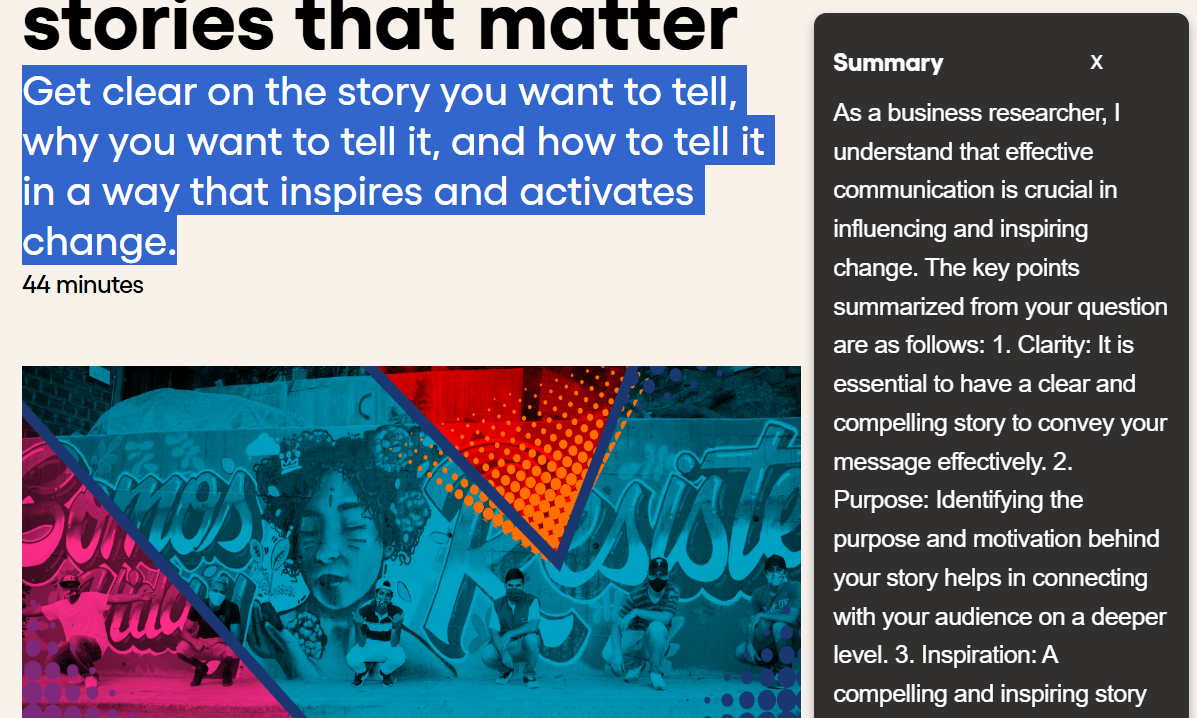 stories that matter
Get clear on the story you want to tell,
why you want to tell it, and how to tell it
in a way that inspires and activates
change.
44 minutes
Somos
Resiste
Summary
X
As a business researcher, I
understand that effective
communication is crucial in
influencing and inspiring
change. The key points
summarized from your question
are as follows: 1. Clarity: It is
essential to have a clear and
compelling story to convey your
message effectively. 2.
Purpose: Identifying the
purpose and motivation behind
your story helps in connecting
with your audience on a deeper
level. 3. Inspiration: A
compelling and inspiring story